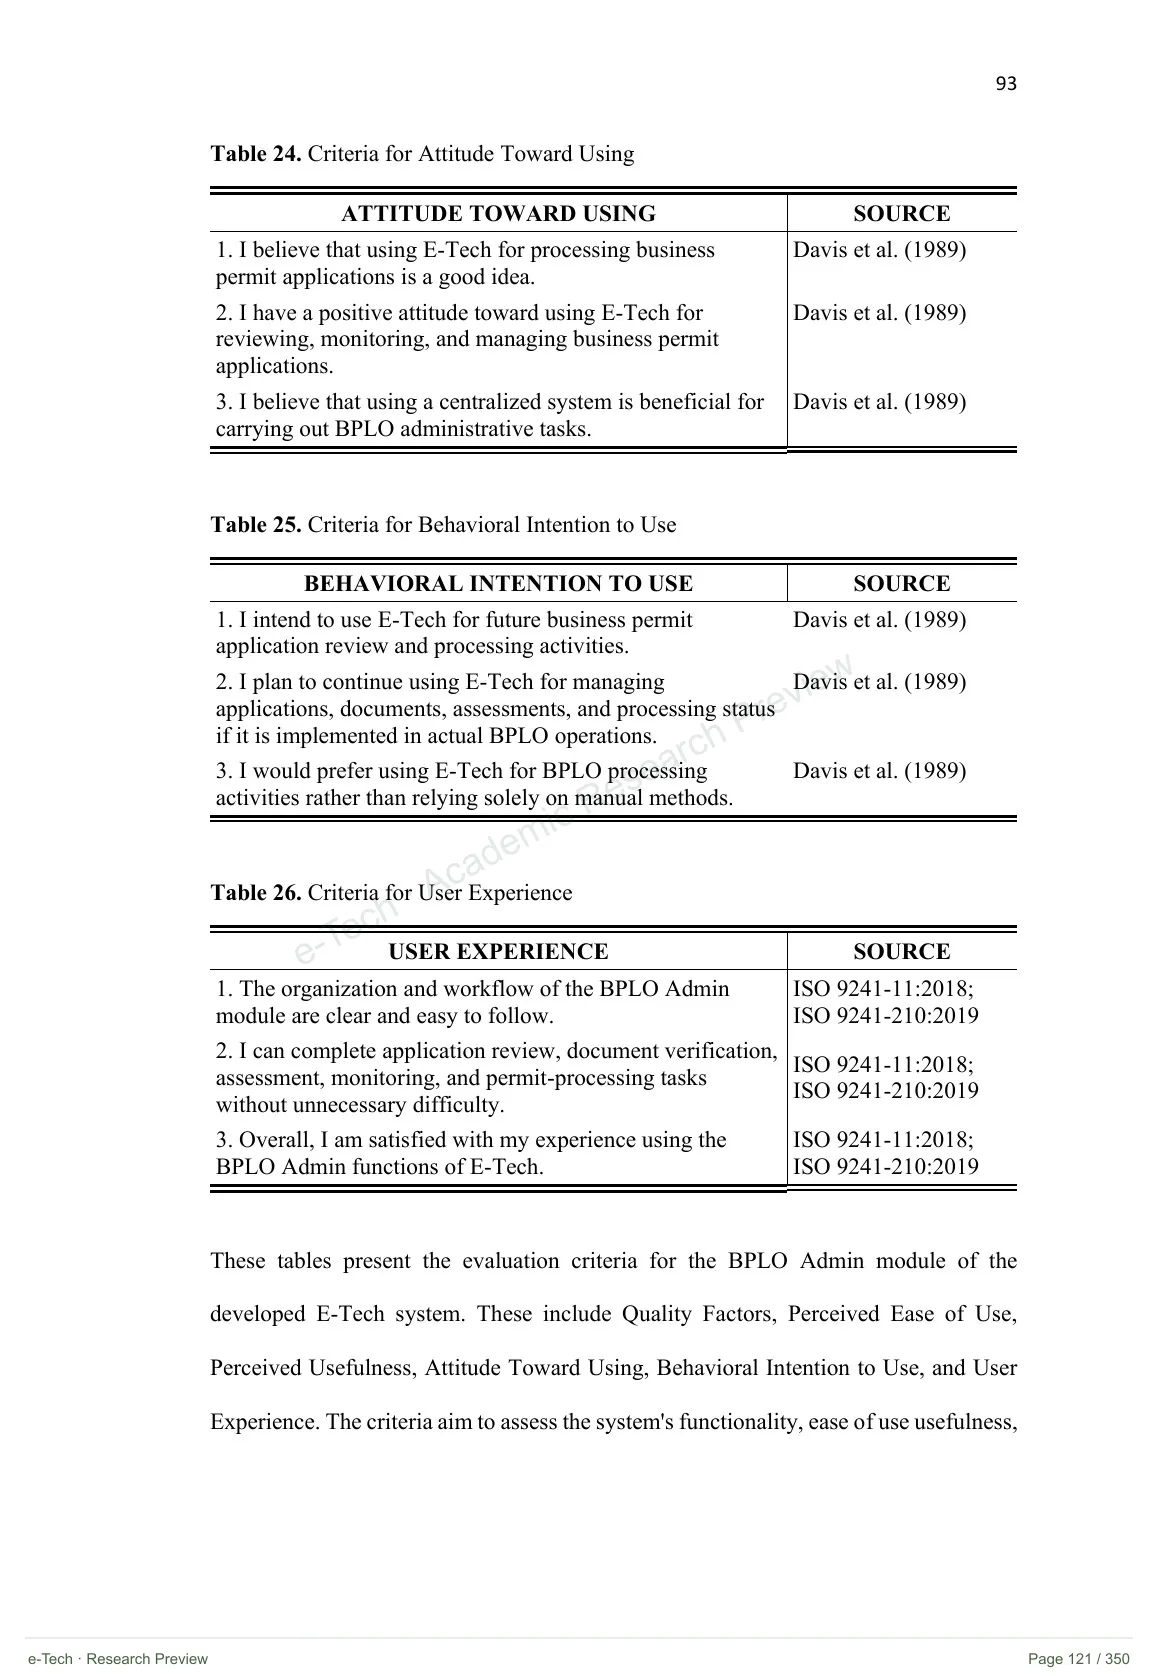 93
Table 24. Criteria for Attitude Toward Using
ATTITUDE TOWARD USING SOURCE
1. I believe that using E-Tech for processing business Davis et al. (1989)
permit applications is a good idea.
2. I have a positive attitude toward using E-Tech for Davis et al. (1989)
reviewing, monitoring, and managing business permit
applications.
3. I believe that using a centralized system is beneficial for Davis et al. (1989)
carrying out BPLO administrative tasks.
Table 25. Criteria for Behavioral Intention to Use
BEHAVIORAL INTENTION TO USE SOURCE
1. I intend to use E-Tech for future business permit Davis et al. (1989)
application review and processing activities.
2. I plan to continue using E-Tech for managing Davis et al. (1989)
applications, documents, assessments, and processing status
if it is implemented in actual BPLO operations.
3. I would prefer using E-Tech for BPLO processing Davis et al. (1989)
activities rather than relying solely on manual methods.
e-Tech Academic Research Preview
Table 26. Criteria for User Experience
USER EXPERIENCE SOURCE
1. The organization and workflow of the BPLO Admin ISO 9241-11:2018;
module are clear and easy to follow. ISO 9241-210:2019
2. I can complete application review, document verification, ISO 9241-11:2018;
assessment, monitoring, and permit-processing tasks ISO 9241-210:2019
without unnecessary difficulty.
3. Overall, I am satisfied with my experience using the ISO 9241-11:2018;
BPLO Admin functions of E-Tech. ISO 9241-210:2019
These tables present the evaluation criteria for the BPLO Admin module of the
developed E-Tech system. These include Quality Factors, Perceived Ease of Use,
Perceived Usefulness, Attitude Toward Using, Behavioral Intention to Use, and User
Experience. The criteria aim to assess the system's functionality, ease of use usefulness,
e-Tech · Research Preview Page 121 / 350